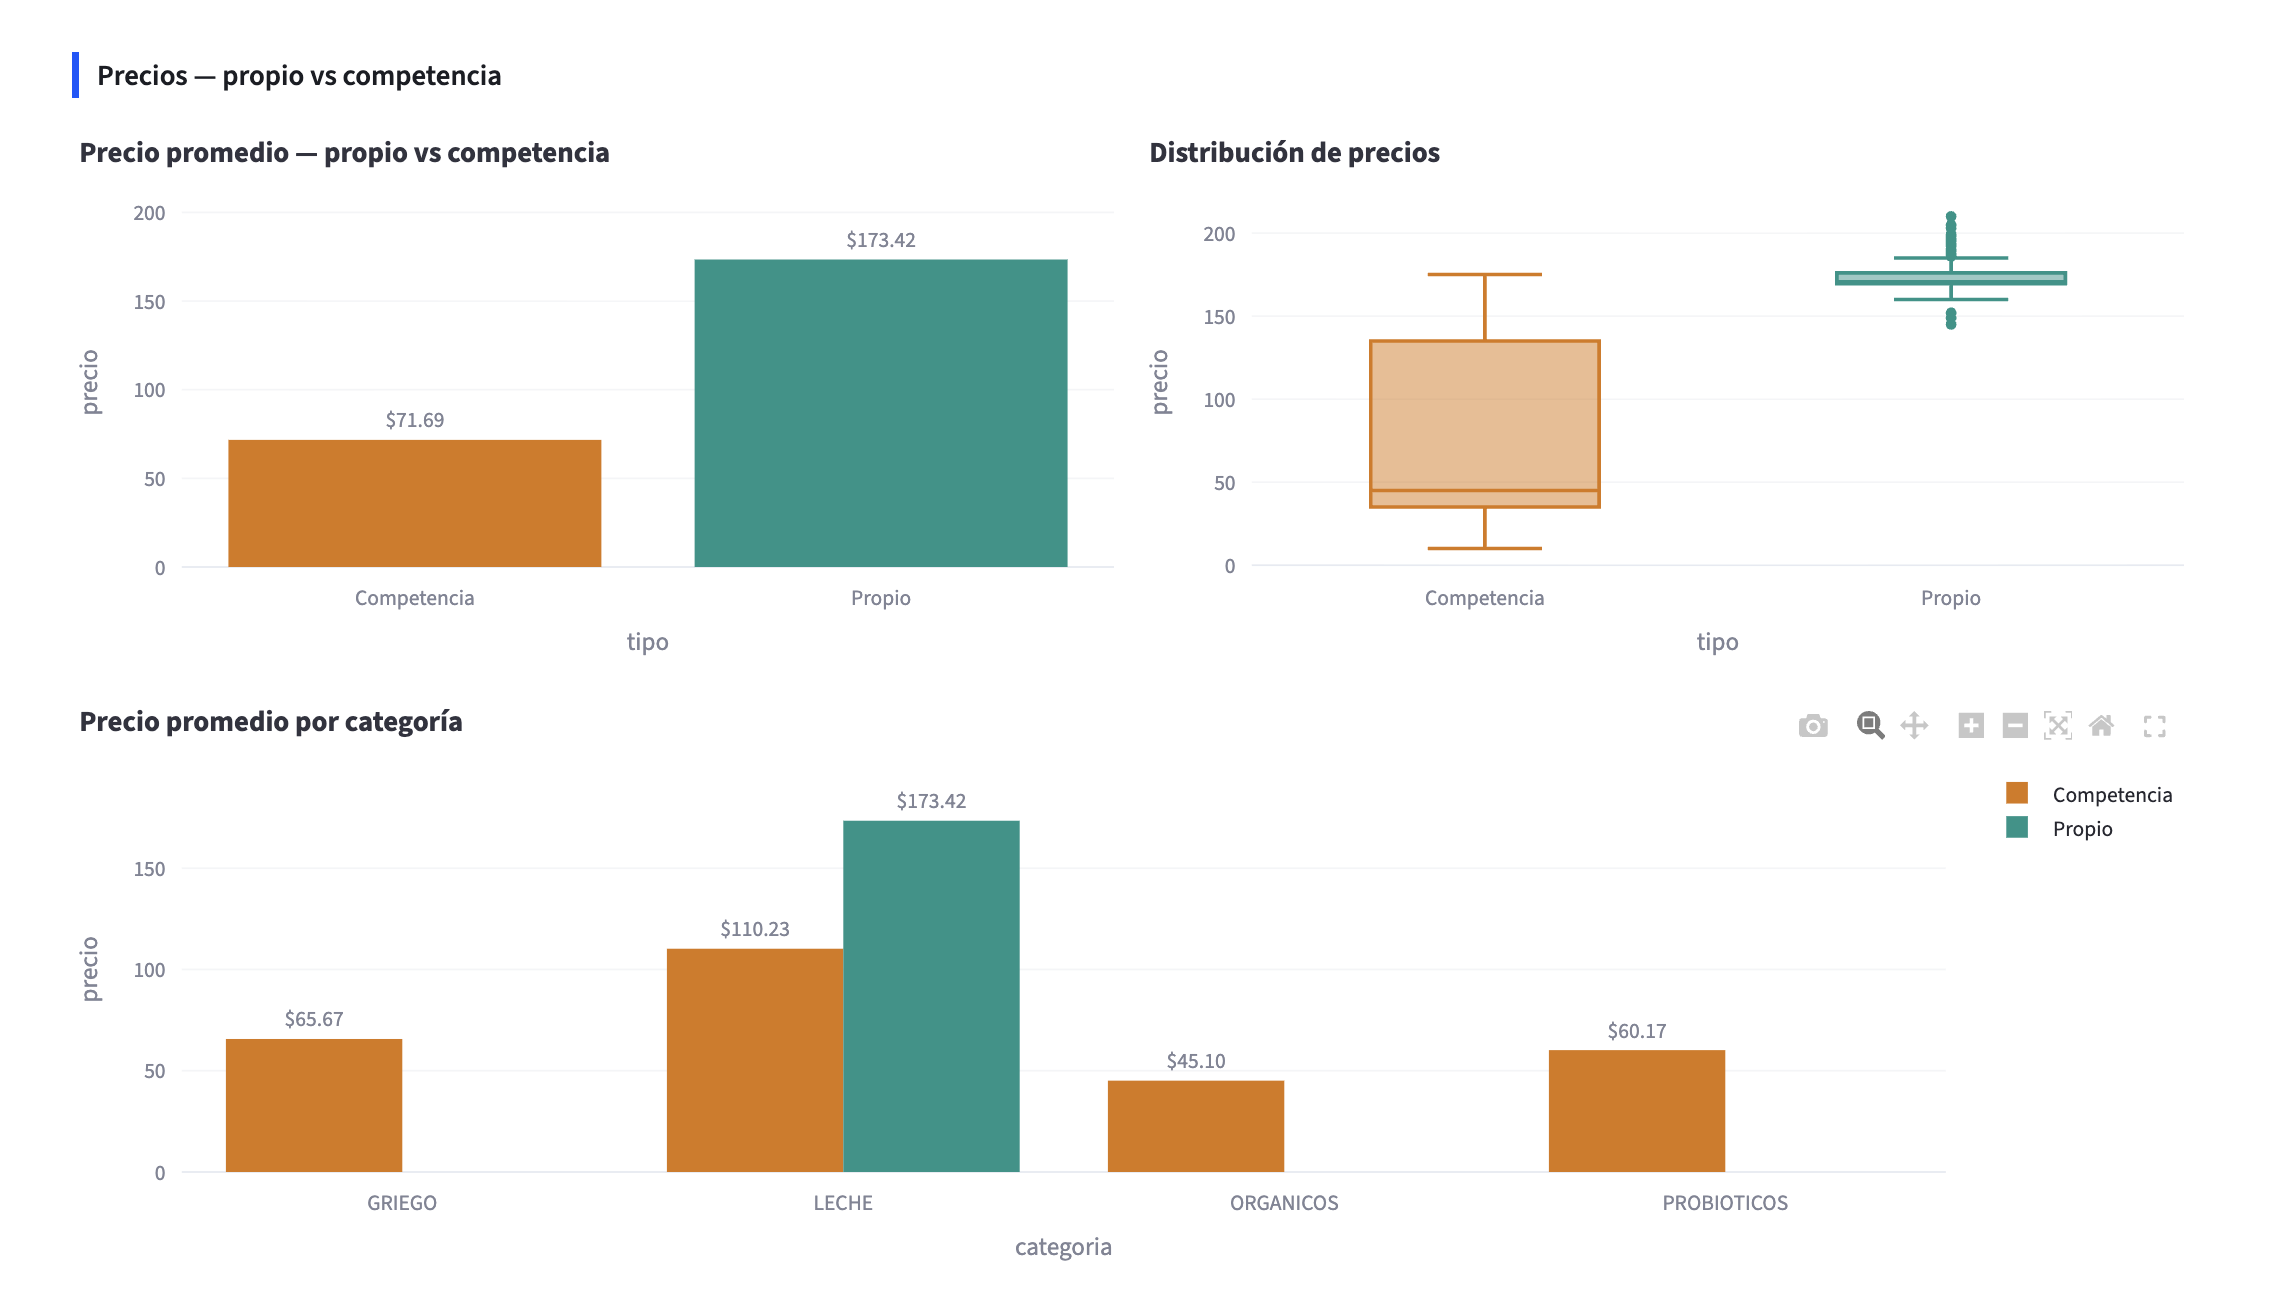 Precios — propio vs competencia
Precio promedio — propio vs competencia
200
150
100
50
0
precio
$71.69
$173.42
Competencia
Propio
tipo
Distribución de precios
200
150
100
50
0
precio
Competencia
Propio
tipo
Precio promedio por categoría
Competencia
Propio
150
100
50
0
precio
$65.67
$110.23
$173.42
$45.10
$60.17
GRIEGO
LECHE
ORGANICOS
PROBIOTICOS
categoria